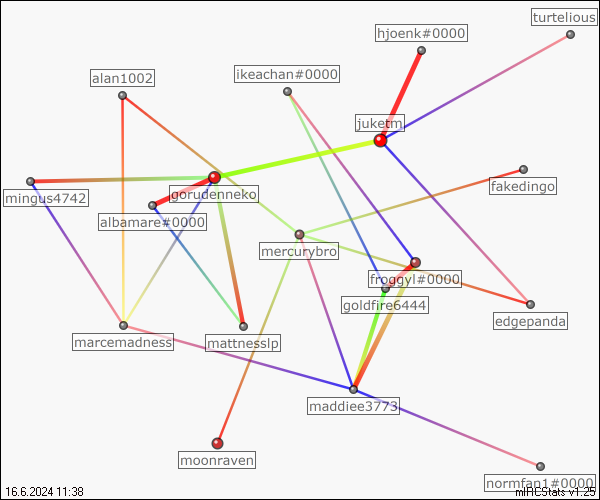 turtelious
hjoenk#0000
ikeachan#0000
alan1002
juketm
fakedingo
mingus4742
gorudenneko
albamare#0000
mercurybro
froggyl#0000
goldfire6444
edgepanda
marcemadness
mattnesslp
maddiee3773
moonraven
normfan1#0000
16.6.2024 11:38
mIRCStats v1.25